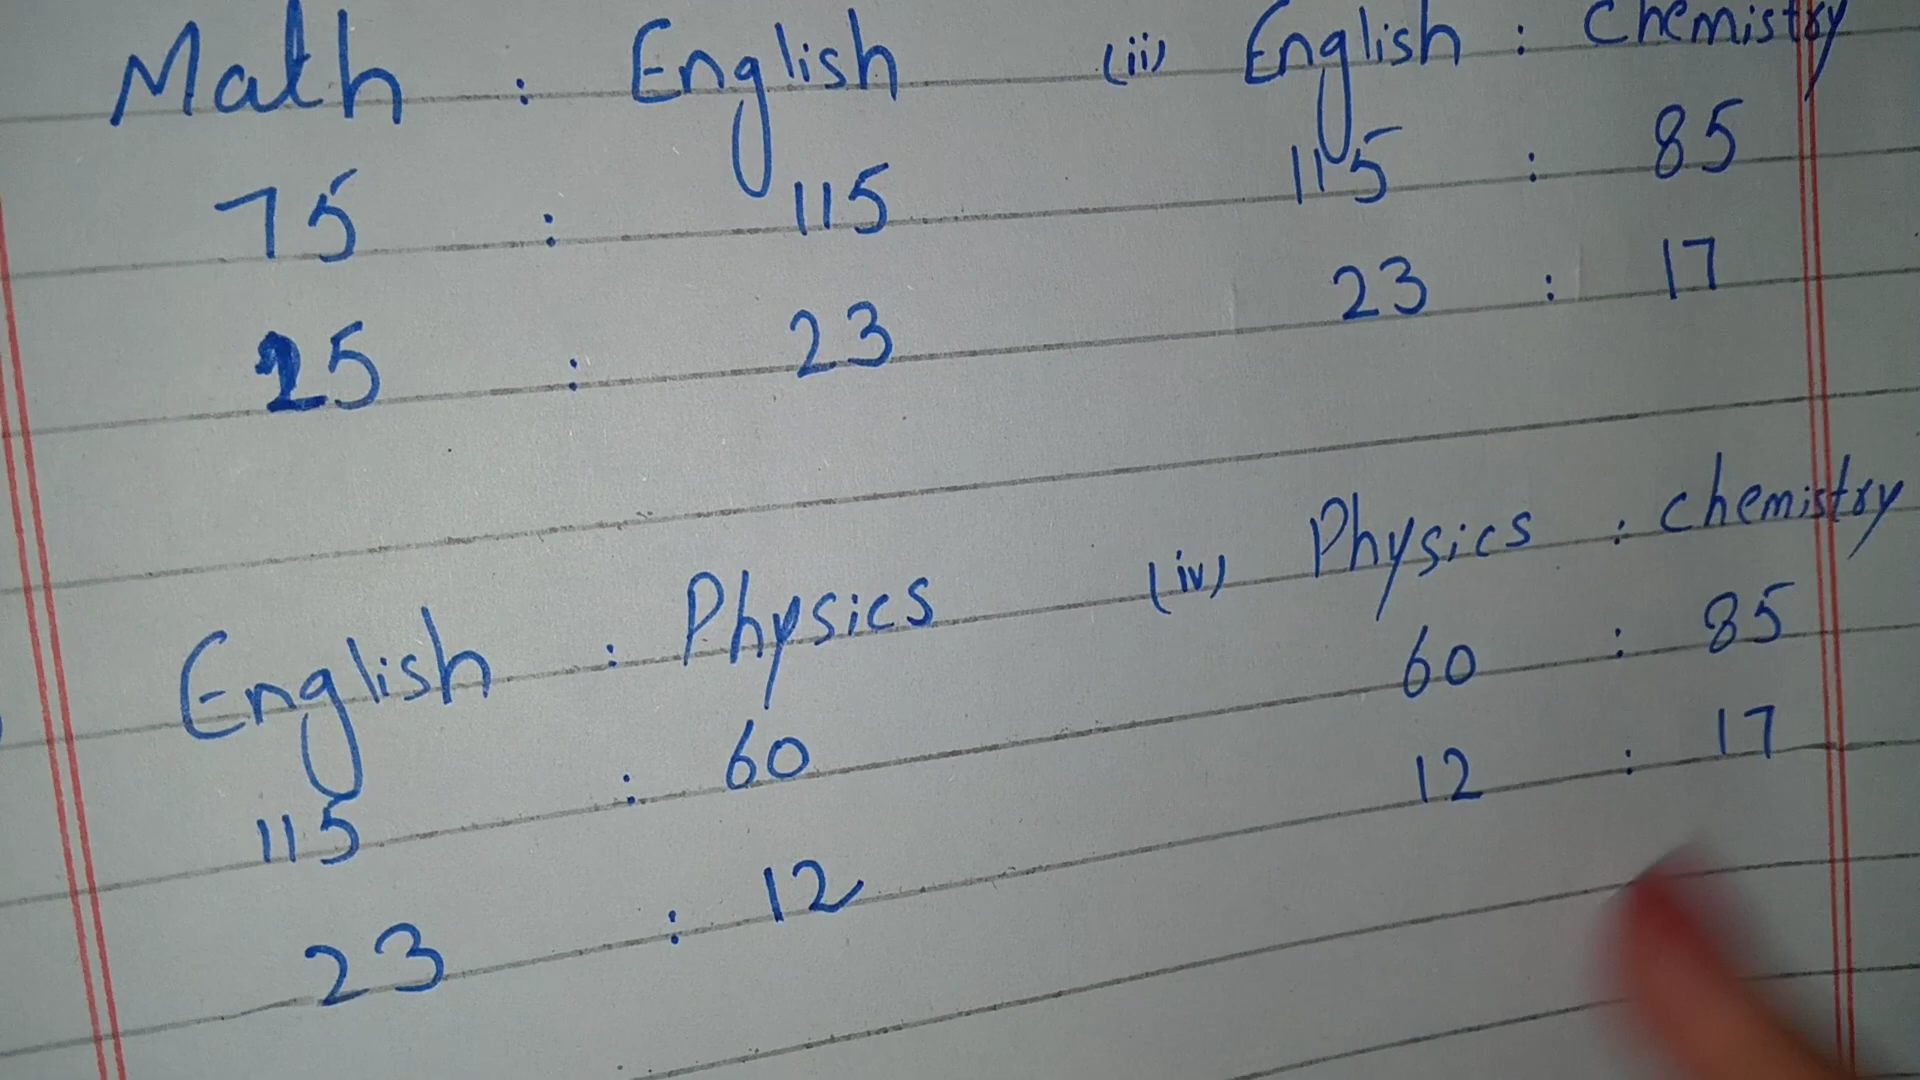 Math : English
75 : 115
25 : 23
(ii) English : Chemistry
115 : 85
23 : 17
English : Physics
115 : 60
23 : 12
(iv) Physics : chemistry
60 : 85
12 : 17